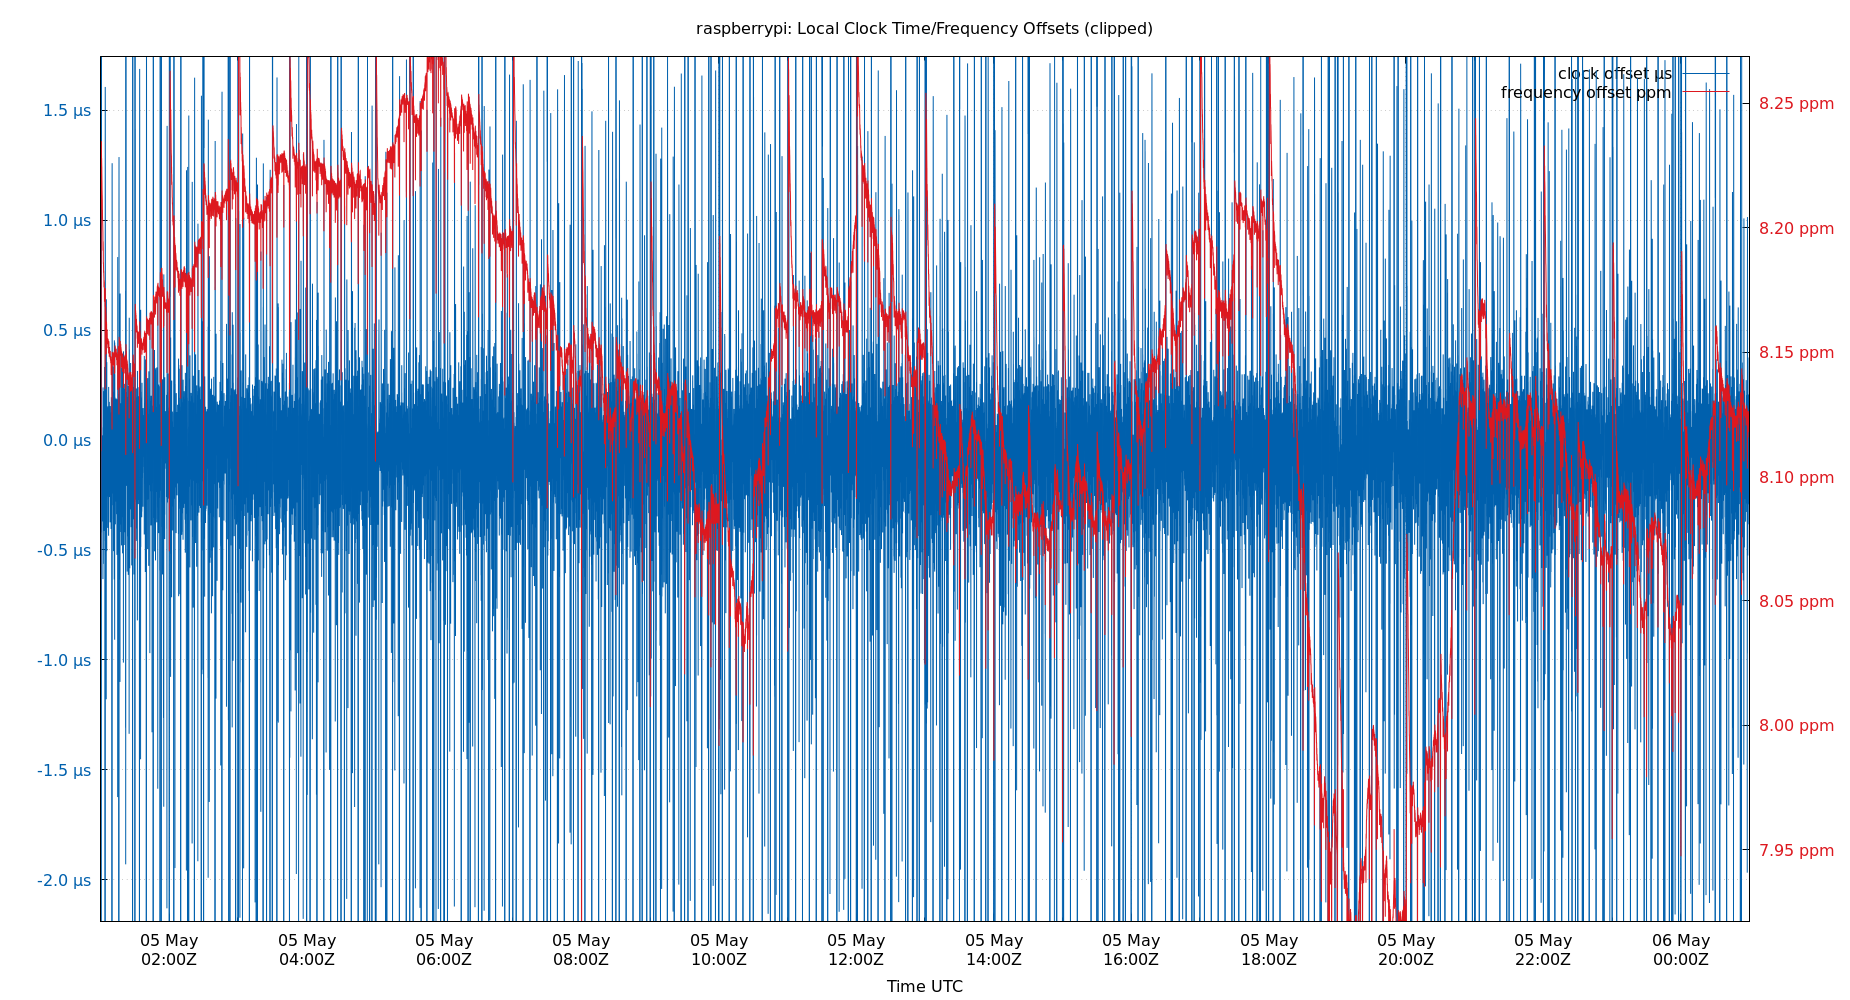 raspberrypi: Local Clock Time/Frequency Offsets (clipped)
clock offset µs
frequency offset ppm
1.5 µs
1.0 µs
0.5 µs
0.0 µs
-0.5 µs
-1.0 µs
-1.5 µs
-2.0 µs
8.25 ppm
8.20 ppm
8.15 ppm
8.10 ppm
8.05 ppm
8.00 ppm
7.95 ppm
05 May
02:00Z
05 May
04:00Z
05 May
06:00Z
05 May
08:00Z
05 May
10:00Z
05 May
12:00Z
05 May
14:00Z
05 May
16:00Z
05 May
18:00Z
05 May
20:00Z
05 May
22:00Z
06 May
00:00Z
Time UTC